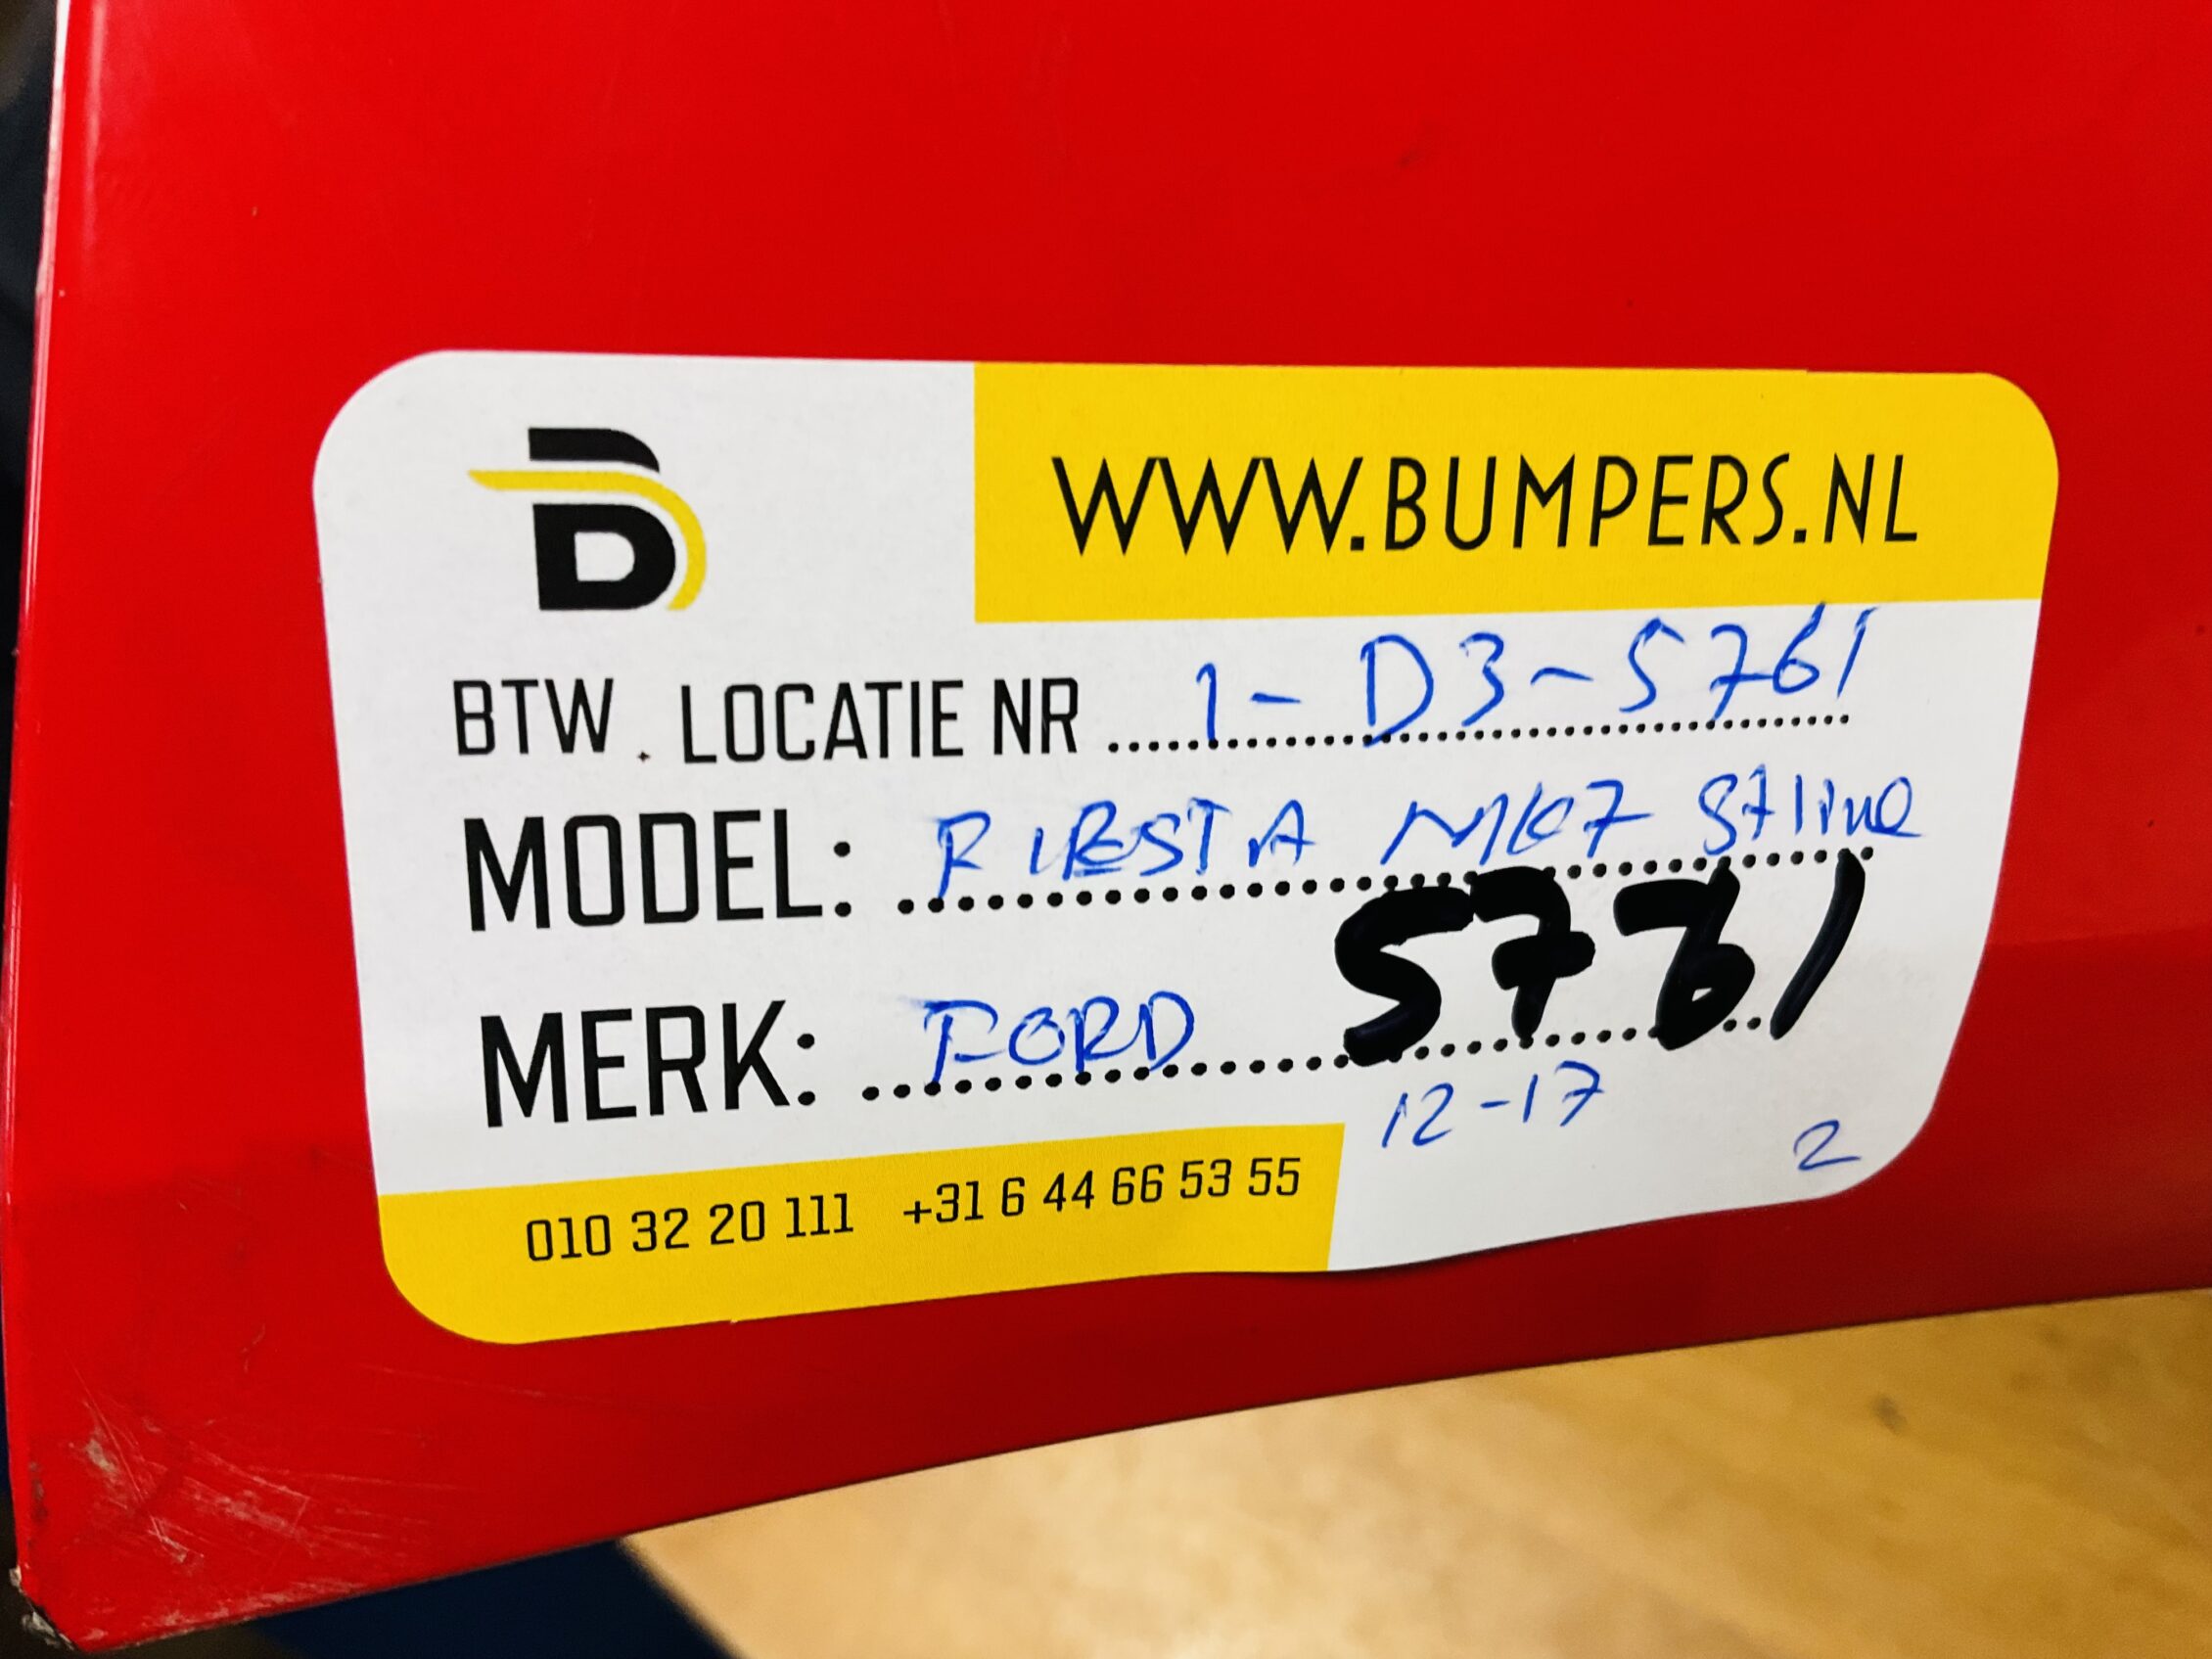 B
WWW.BUMPERS.NL
BTW. LOCATIE NR ........ 1-D3-5761
MODEL: FIESTA MK7 STline
5761
MERK: FORD
12-17
2
010 32 20 111 +31 6 44 66 53 55